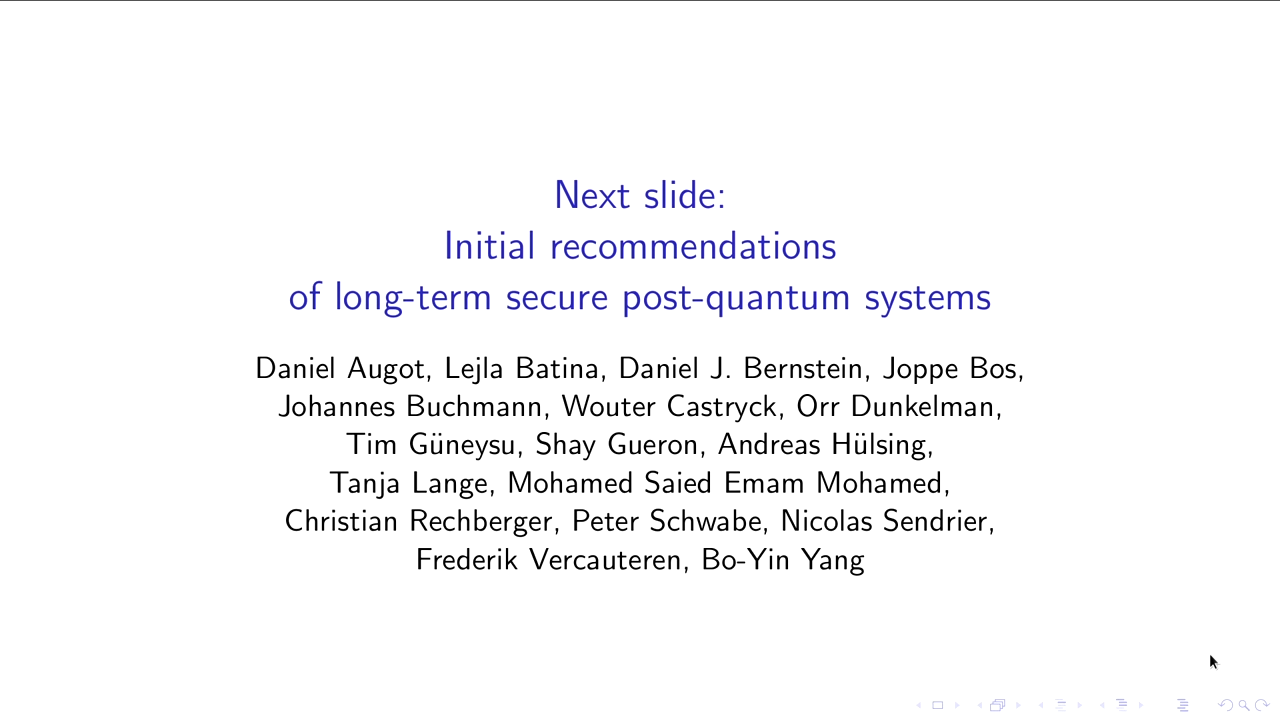 Next slide:
Initial recommendations
of long-term secure post-quantum systems
Daniel Augot, Lejla Batina, Daniel J. Bernstein, Joppe Bos,
Johannes Buchmann, Wouter Castryck, Orr Dunkelman,
Tim Güneysu, Shay Gueron, Andreas Hülsing,
Tanja Lange, Mohamed Saied Emam Mohamed,
Christian Rechberger, Peter Schwabe, Nicolas Sendrier,
Frederik Vercauteren, Bo-Yin Yang